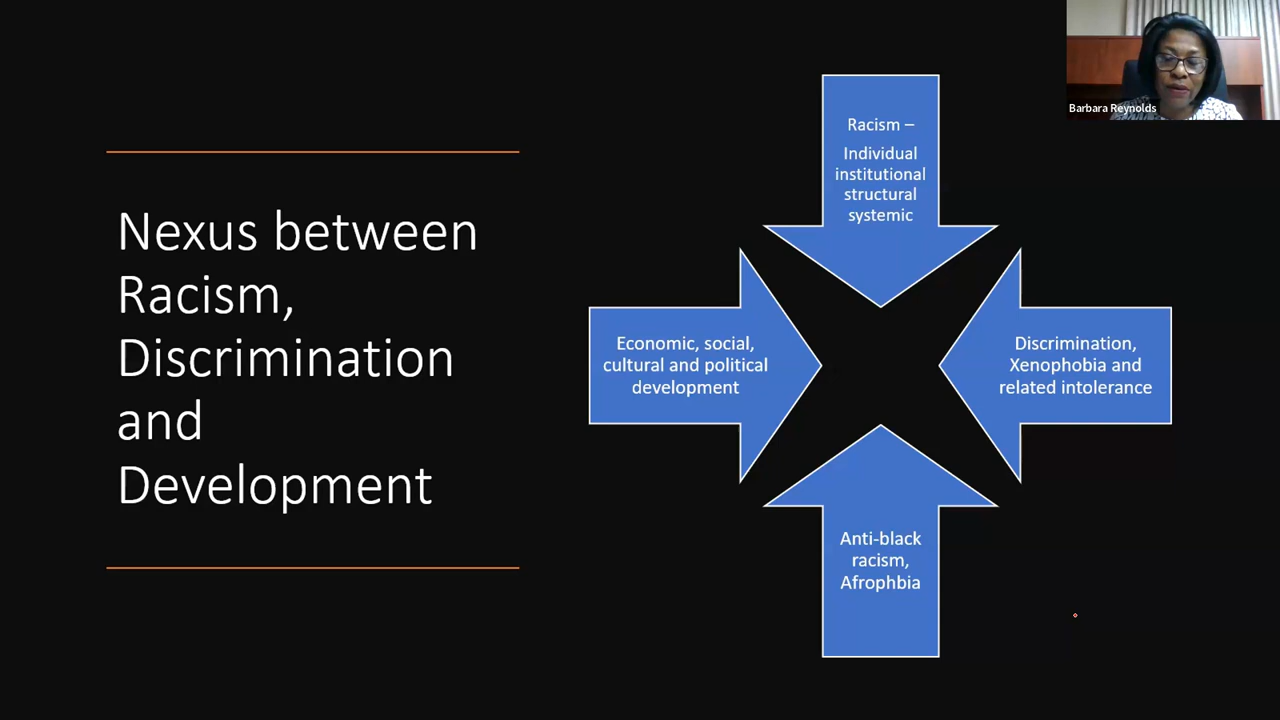 Nexus between
Racism,
Discrimination
and
Development
Racism –
Individual
institutional
structural
systemic
Economic, social,
cultural and political
development
Discrimination,
Xenophobia and
related intolerance
Anti-black
racism,
Afrophbia
Barbara Reynolds